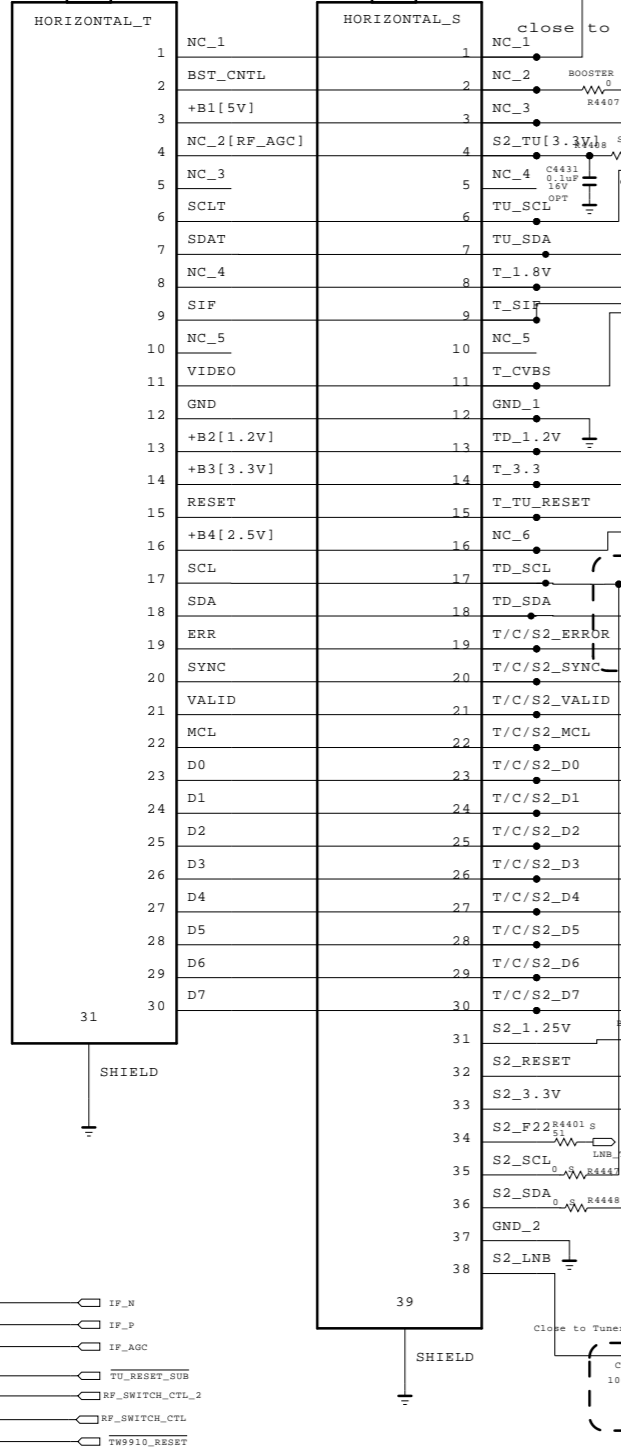 HORIZONTAL_T
1 NC_1
2 BST_CNTL
3 +B1[5V]
4 NC_2[RF_AGC]
5 NC_3
6 SCLT
7 SDAT
8 NC_4
9 SIF
10 NC_5
11 VIDEO
12 GND
13 +B2[1.2V]
14 +B3[3.3V]
15 RESET
16 +B4[2.5V]
17 SCL
18 SDA
19 ERR
20 SYNC
21 VALID
22 MCL
23 D0
24 D1
25 D2
26 D3
27 D4
28 D5
29 D6
30 D7
31
SHIELD
HORIZONTAL_S
close to
1 NC_1
2 NC_2
BOOSTER
0
R4407
3 NC_3
4 S2_TU[3.3V]
R4408
S
C4431
0.1uF
16V
OPT
5 NC_4
6 TU_SCL
7 TU_SDA
8 T_1.8V
9 T_SIF
10 NC_5
11 T_CVBS
12 GND_1
13 TD_1.2V
14 T_3.3
15 T_TU_RESET
16 NC_6
17 TD_SCL
18 TD_SDA
19 T/C/S2_ERROR
20 T/C/S2_SYNC
21 T/C/S2_VALID
22 T/C/S2_MCL
23 T/C/S2_D0
24 T/C/S2_D1
25 T/C/S2_D2
26 T/C/S2_D3
27 T/C/S2_D4
28 T/C/S2_D5
29 T/C/S2_D6
30 T/C/S2_D7
31 S2_1.25V
32 S2_RESET
33 S2_3.3V
34 S2_F22
R4401 S
51
LNB_
35 S2_SCL
0 S R4447
36 S2_SDA
0 S R4448
37 GND_2
38 S2_LNB
39
SHIELD
Close to Tuner
C
10
IF_N
IF_P
IF_AGC
TU_RESET_SUB
RF_SWITCH_CTL_2
RF_SWITCH_CTL
TW9910_RESET